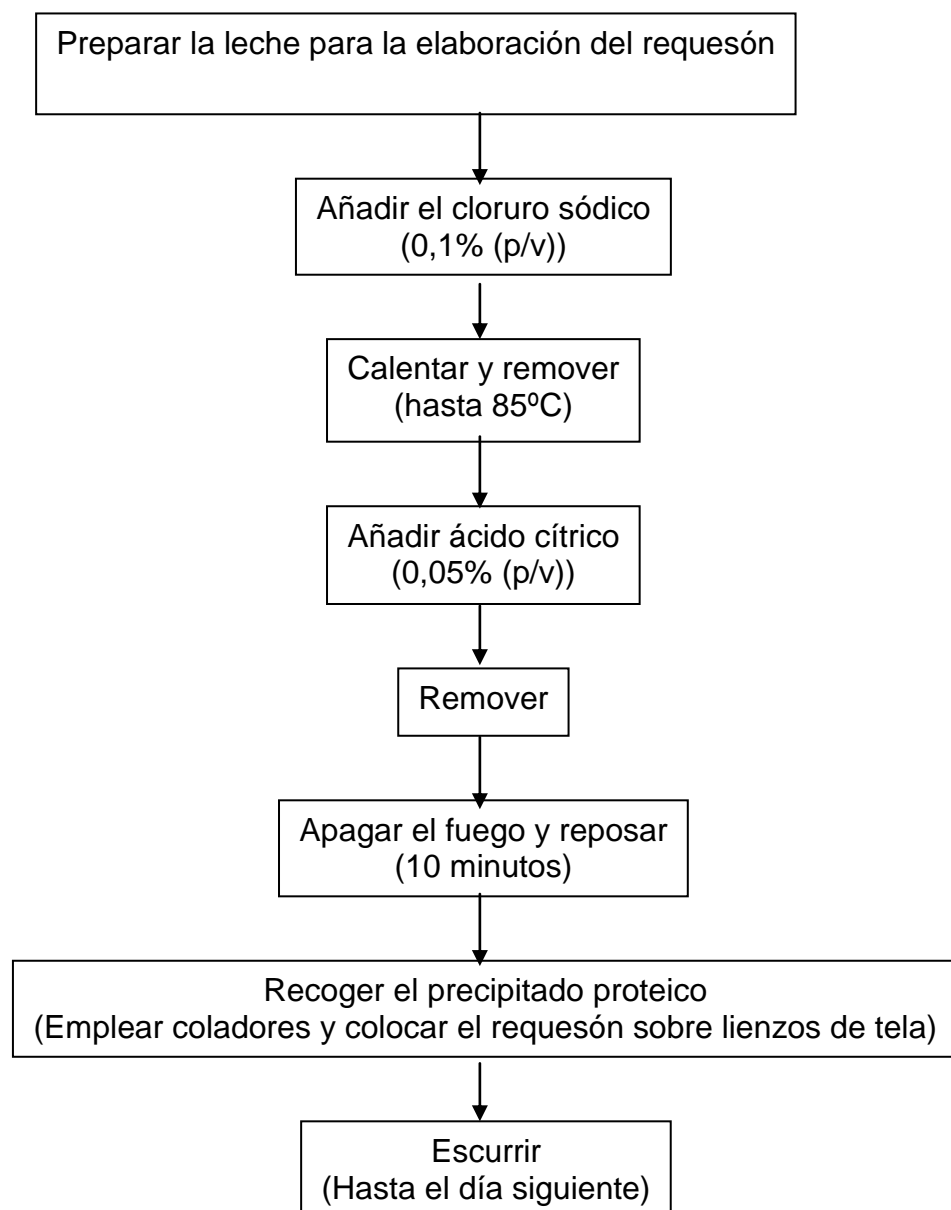 Preparar la leche para la elaboración del requesón
Añadir el cloruro sódico
(0,1% (p/v))
Calentar y remover
(hasta 85ºC)
Añadir ácido cítrico
(0,05% (p/v))
Remover
Apagar el fuego y reposar
(10 minutos)
Recoger el precipitado proteico
(Emplear coladores y colocar el requesón sobre lienzos de tela)
Escurrir
(Hasta el día siguiente)